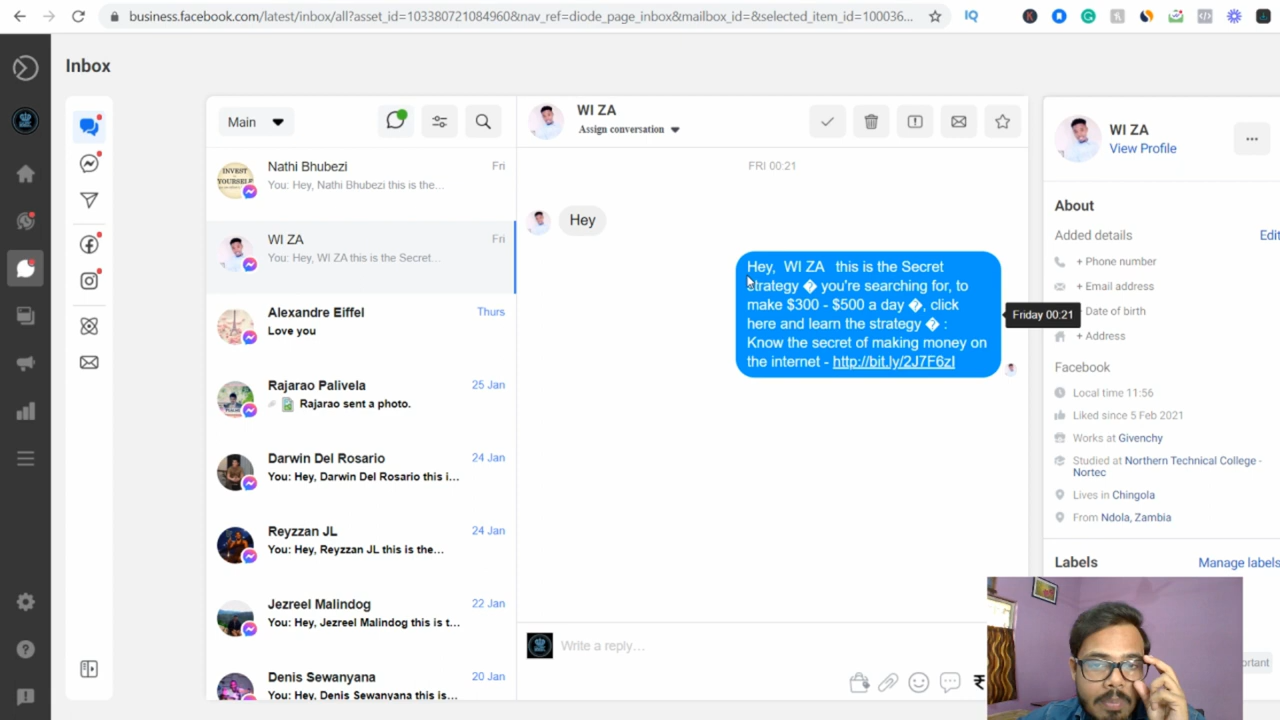 business.facebook.com/latest/inbox/all?asset_id=103380721084960&nav_ref=diode_page_inbox&mailbox_id=&selected_item_id=100036...
IQ
Inbox
Main
Nathi Bhubezi
Fri
You: Hey, Nathi Bhubezi this is the...
INVEST
YOURSELF
WI ZA
Fri
You: Hey, WI ZA this is the Secret...
Alexandre Eiffel
Thurs
Love you
Rajarao Palivela
25 Jan
Rajarao sent a photo.
Darwin Del Rosario
24 Jan
You: Hey, Darwin Del Rosario this i...
Reyzzan JL
24 Jan
You: Hey, Reyzzan JL this is the...
Jezreel Malindog
22 Jan
You: Hey, Jezreel Malindog this is t...
Denis Sewanyana
20 Jan
You: Hey, Denis Sewanyana this is...
WI ZA
Assign conversation
FRI 00:21
Hey
Hey, WI ZA this is the Secret
strategy � you're searching for, to
make $300 - $500 a day �, click
here and learn the strategy � :
Know the secret of making money on
the internet - http://bit.ly/2J7F6zI
Friday 00:21
Write a reply…
₹
WI ZA
View Profile
About
Added details
Edit
+ Phone number
+ Email address
Date of birth
+ Address
Facebook
Local time 11:56
Liked since 5 Feb 2021
Works at Givenchy
Studied at Northern Technical College -
Nortec
Lives in Chingola
From Ndola, Zambia
Labels
Manage labels
ortant